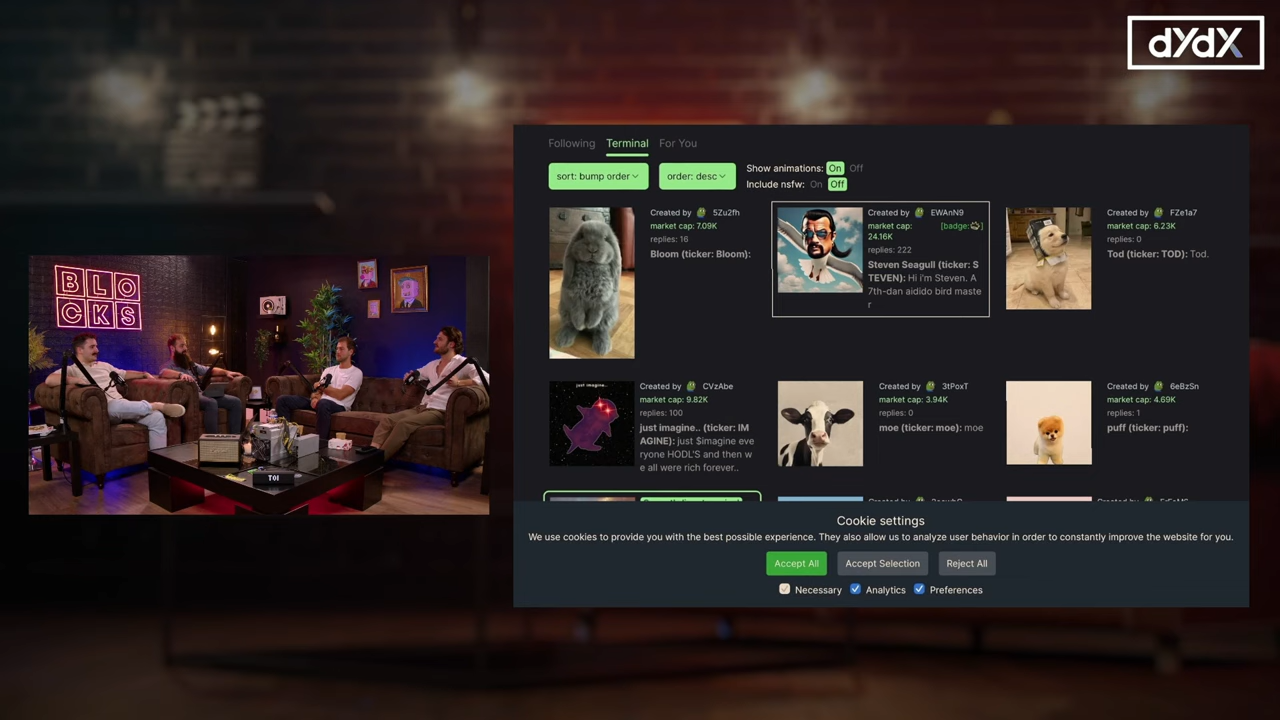 dYdX
BLO
CKS
TOI
Following Terminal For You
sort: bump order
order: desc
Show animations: On Off
Include nsfw: On Off
Created by 5Zu2fh
market cap: 7.09K
replies: 16
Bloom (ticker: Bloom):
Created by EWAnN9
market cap: [badge: ]
24.16K
replies: 222
Steven Seagull (ticker: S
TEVEN): Hi i'm Steven. A
7th-dan aidido bird maste
r
Created by FZe1a7
market cap: 6.23K
replies: 0
Tod (ticker: TOD): Tod.
just imagine..
Created by CVzAbe
market cap: 9.82K
replies: 100
just imagine.. (ticker: IM
AGINE): just $imagine eve
ryone HODL'S and then w
e all were rich forever..
Created by 3tPoxT
market cap: 3.94K
replies: 0
moe (ticker: moe): moe
Created by 6eBzSn
market cap: 4.69K
replies: 1
puff (ticker: puff):
Cookie settings
We use cookies to provide you with the best possible experience. They also allow us to analyze user behavior in order to constantly improve the website for you.
Accept All
Accept Selection
Reject All
Necessary Analytics Preferences